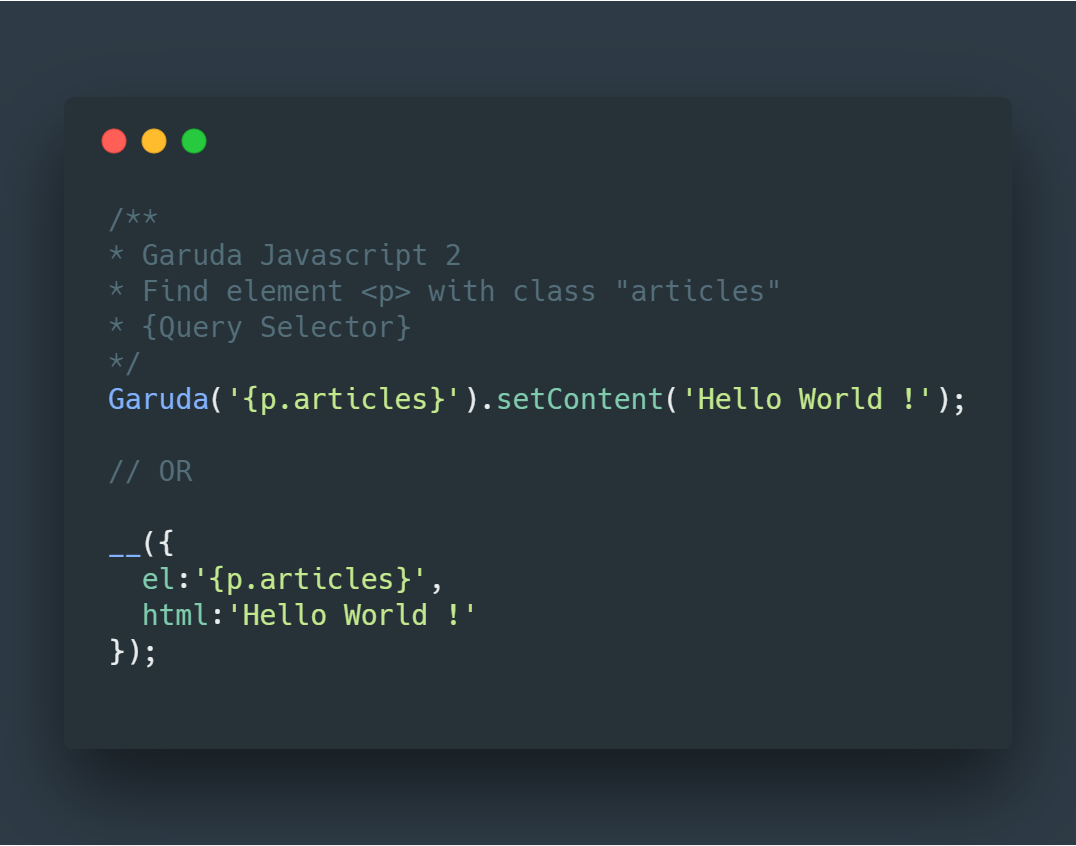 /**
* Garuda Javascript 2
* Find element <p> with class "articles"
* {Query Selector}
*/
Garuda('{p.articles}').setContent('Hello World !');
// OR
__({
el:'{p.articles}',
html:'Hello World !'
});